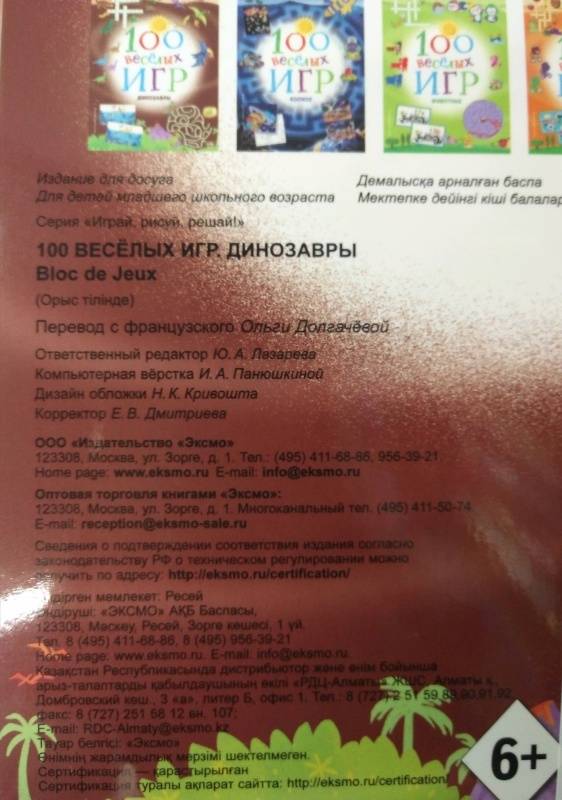 100 весёлых ИГР ДИНОЗАВРЫ
100 весёлых ИГР КОСМОС
100 весёлых ИГР ЖИВОТНЫЕ
Издание для досуга
Для детей младшего школьного возраста
Демалысқа арналған баспа
Мектепке дейінгі кіші балалар
Серия «Играй, рисуй, решай!»
100 ВЕСЁЛЫХ ИГР. ДИНОЗАВРЫ
Bloc de Jeux
(Орыс тілінде)
Перевод с французского Ольги Долгачёвой
Ответственный редактор Ю. А. Лазарева
Компьютерная вёрстка И. А. Панюшкиной
Дизайн обложки Н. К. Кривошта
Корректор Е. В. Дмитриева
ООО «Издательство «Эксмо»
123308, Москва, ул. Зорге, д. 1. Тел.: (495) 411-68-86, 956-39-21.
Home page: www.eksmo.ru E-mail: info@eksmo.ru
Оптовая торговля книгами «Эксмо»:
123308, Москва, ул. Зорге, д. 1. Многоканальный тел. (495) 411-50-74.
E-mail: reception@eksmo-sale.ru
Сведения о подтверждении соответствия издания согласно
законодательству РФ о техническом регулировании можно
получить по адресу: http://eksmo.ru/certification/
Өндірген мемлекет: Ресей
Өндіруші: «ЭКСМО» АҚБ Баспасы,
123308, Мәскеу, Ресей, Зорге көшесі, 1 үй.
Тел. 8 (495) 411-68-86, 8 (495) 956-39-21
Home page: www.eksmo.ru. E-mail: info@eksmo.ru.
Қазақстан Республикасында дистрибьютор және өнім бойынша
арыз-талаптарды қабылдаушының өкілі «РДЦ-Алматы» ЖШС, Алматы қ.,
Домбровский көш., 3 «а», литер Б, офис 1. Тел.: 8 (727) 2 51 59 89,90,91,92,
факс: 8 (727) 251 58 12 вн. 107;
E-mail: RDC-Almaty@eksmo.kz
Тауар белгісі: «Эксмо»
Өнімнің жарамдылық мерзімі шектелмеген.
Сертификация — қарастырылған
Сертификация туралы ақпарат сайтта: http://eksmo.ru/certification/
6+